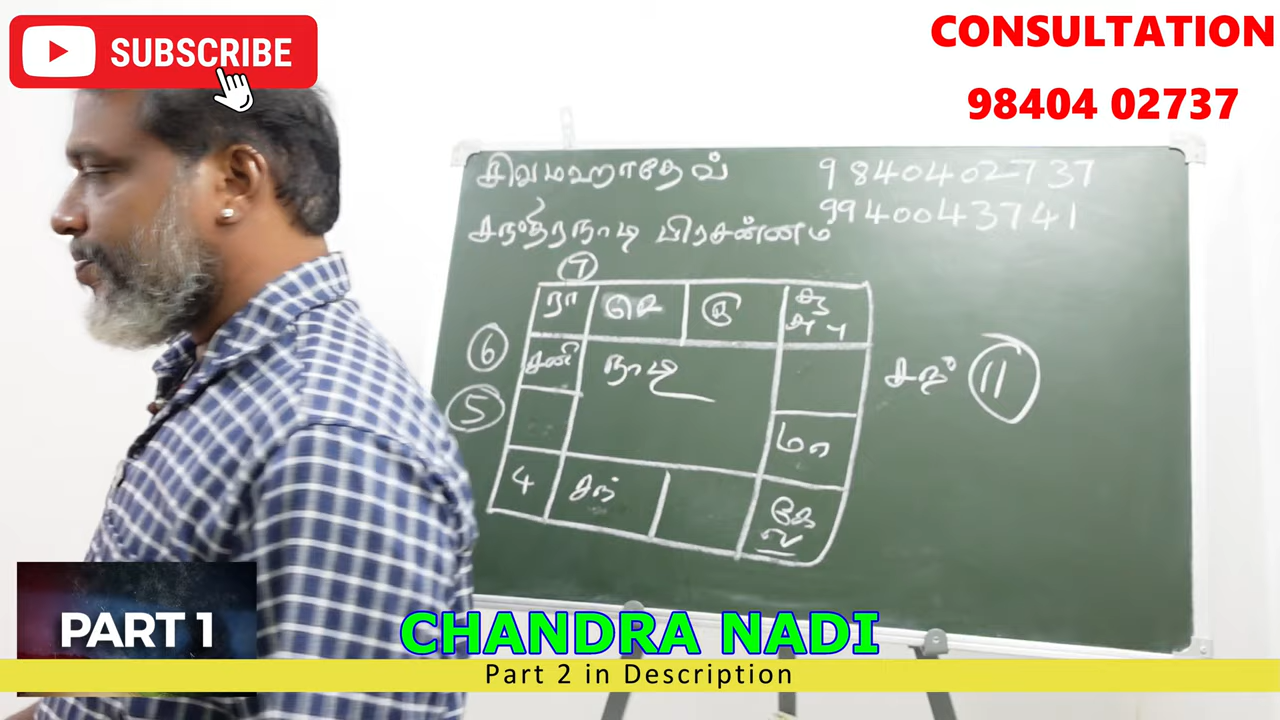 SUBSCRIBE
CONSULTATION
98404 02737
சிவமஹாதேவ் 9840402737
சந்திரநாடி பிரசன்னம் 9940043741
7
ரா செ கு
6
சனி நாடி
சந் 11
5
மா
4 சந்
கே
ல
PART 1
CHANDRA NADI
Part 2 in Description